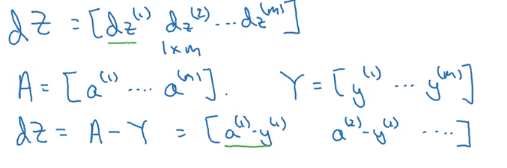 dZ = [dz⁽¹⁾ dz⁽²⁾ ... dz⁽ᵐ⁾]
1×m
A = [a⁽¹⁾ .... a⁽ᵐ⁾]. Y = [y⁽¹⁾ ... y⁽ᵐ⁾]
dZ = A − Y = [a⁽¹⁾−y⁽¹⁾ a⁽²⁾−y⁽²⁾ ....]